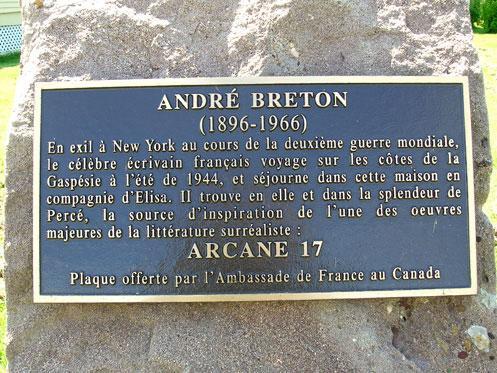 ANDRÉ BRETON
(1896-1966)
En exil à New York au cours de la deuxième guerre mondiale,
le célèbre écrivain français voyage sur les côtes de la
Gaspésie à l'été de 1944, et séjourne dans cette maison en
compagnie d'Elisa. Il trouve en elle et dans la splendeur de
Percé, la source d'inspiration de l'une des oeuvres
majeures de la littérature surréaliste :
ARCANE 17
Plaque offerte par l'Ambassade de France au Canada